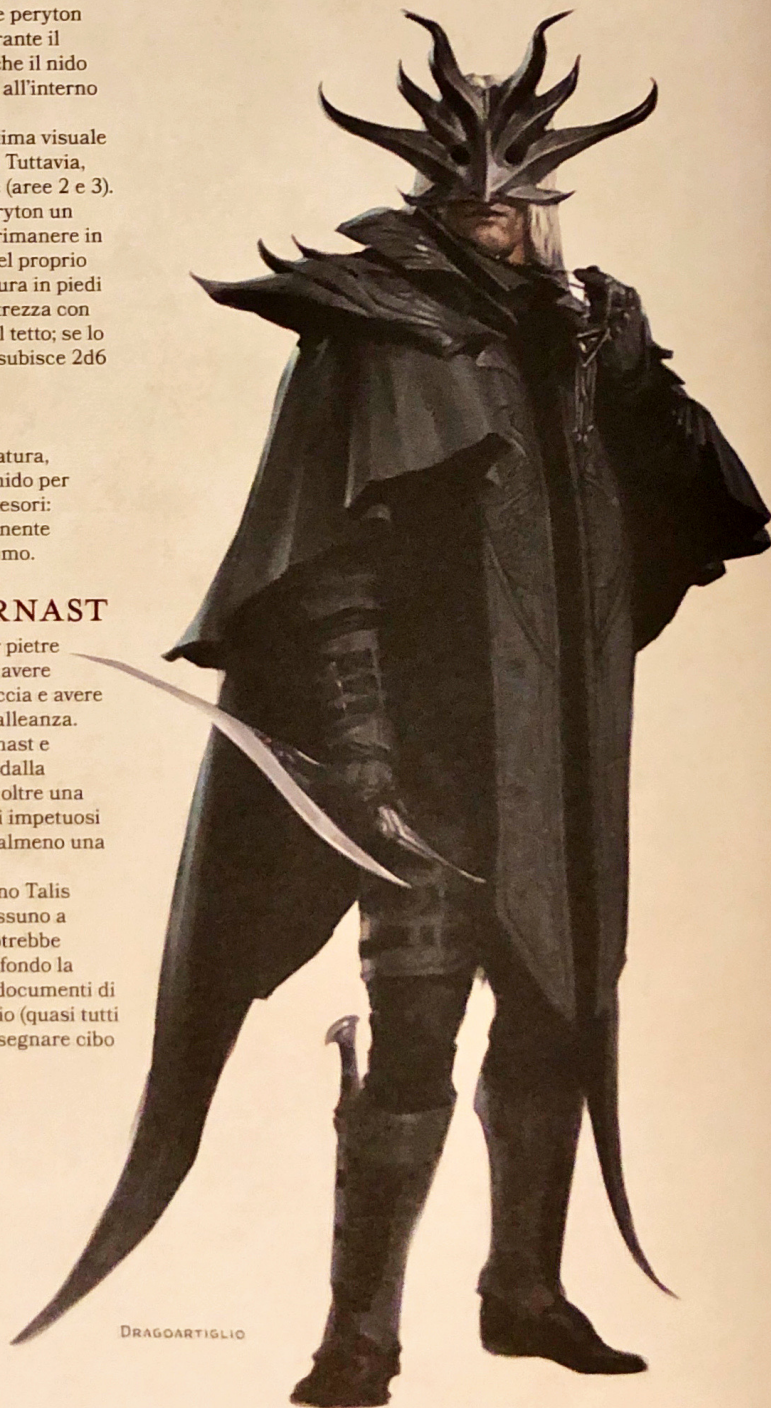 e peryton
rante il
he il nido
all'interno
ima visuale
Tuttavia,
(aree 2 e 3).
ryton un
rimanere in
el proprio
ura in piedi
rezza con
l tetto; se lo
subisce 2d6
atura,
nido per
esori:
nente
mo.
RNAST
pietre
avere
ccia e avere
alleanza.
nast e
dalla
oltre una
i impetuosi
almeno una
no Talis
ssuno a
otrebbe
fondo la
documenti di
io (quasi tutti
segnare cibo
DRAGOARTIGLIO